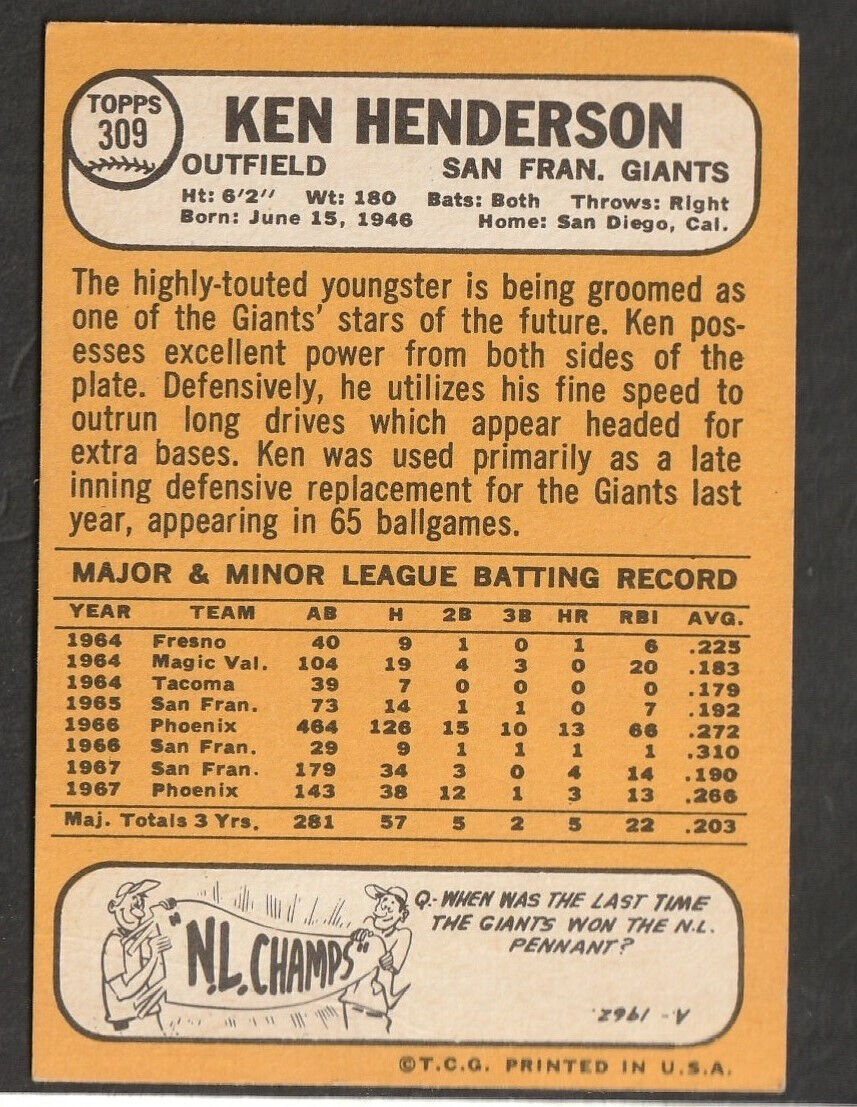 TOPPS
309
KEN HENDERSON
OUTFIELD SAN FRAN. GIANTS
Ht: 6'2" Wt: 180 Bats: Both Throws: Right
Born: June 15, 1946 Home: San Diego, Cal.
The highly-touted youngster is being groomed as
one of the Giants' stars of the future. Ken pos-
esses excellent power from both sides of the
plate. Defensively, he utilizes his fine speed to
outrun long drives which appear headed for
extra bases. Ken was used primarily as a late
inning defensive replacement for the Giants last
year, appearing in 65 ballgames.
MAJOR & MINOR LEAGUE BATTING RECORD
YEAR TEAM AB H 2B 3B HR RBI AVG.
1964 Fresno 40 9 1 0 1 6 .225
1964 Magic Val. 104 19 4 3 0 20 .183
1964 Tacoma 39 7 0 0 0 0 .179
1965 San Fran. 73 14 1 1 0 7 .192
1966 Phoenix 464 126 15 10 13 66 .272
1966 San Fran. 29 9 1 1 1 1 .310
1967 San Fran. 179 34 3 0 4 14 .190
1967 Phoenix 143 38 12 1 3 13 .266
Maj. Totals 3 Yrs. 281 57 5 2 5 22 .203
"N.L. CHAMPS"
Q.- WHEN WAS THE LAST TIME
THE GIANTS WON THE N.L.
PENNANT?
A- 1962.
©T.C.G. PRINTED IN U.S.A.